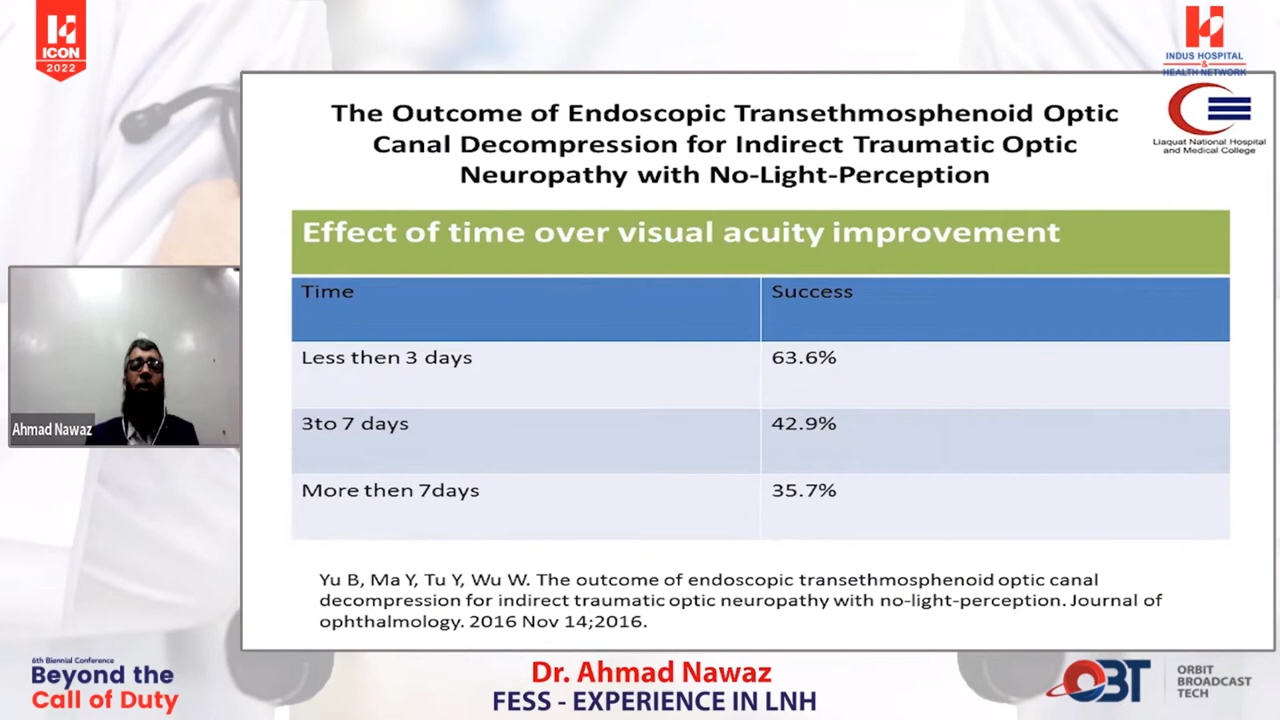 ICON
2022
INDUS HOSPITAL
&
HEALTH NETWORK
Liaquat National Hospital
and Medical College
The Outcome of Endoscopic Transethmosphenoid Optic
Canal Decompression for Indirect Traumatic Optic
Neuropathy with No-Light-Perception
Effect of time over visual acuity improvement
Time Success
Less then 3 days 63.6%
3to 7 days 42.9%
More then 7days 35.7%
Yu B, Ma Y, Tu Y, Wu W. The outcome of endoscopic transethmosphenoid optic canal
decompression for indirect traumatic optic neuropathy with no-light-perception. Journal of
ophthalmology. 2016 Nov 14;2016.
Ahmad Nawaz
6th Biennial Conference
Beyond the
Call of Duty
Dr. Ahmad Nawaz
FESS - EXPERIENCE IN LNH
OBT
ORBIT
BROADCAST
TECH